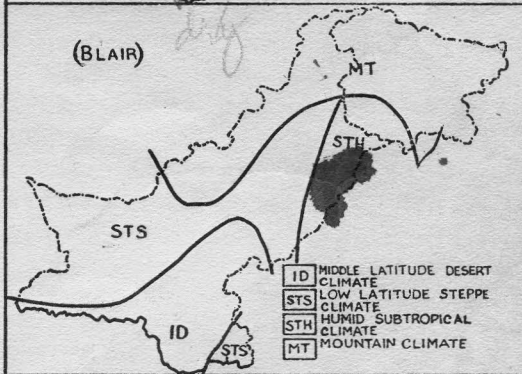 dry
(BLAIR)
MT
STH
STS
ID
STS
ID MIDDLE LATITUDE DESERT
CLIMATE
STS LOW LATITUDE STEPPE
CLIMATE
STH HUMID SUBTROPICAL
CLIMATE
MT MOUNTAIN CLIMATE